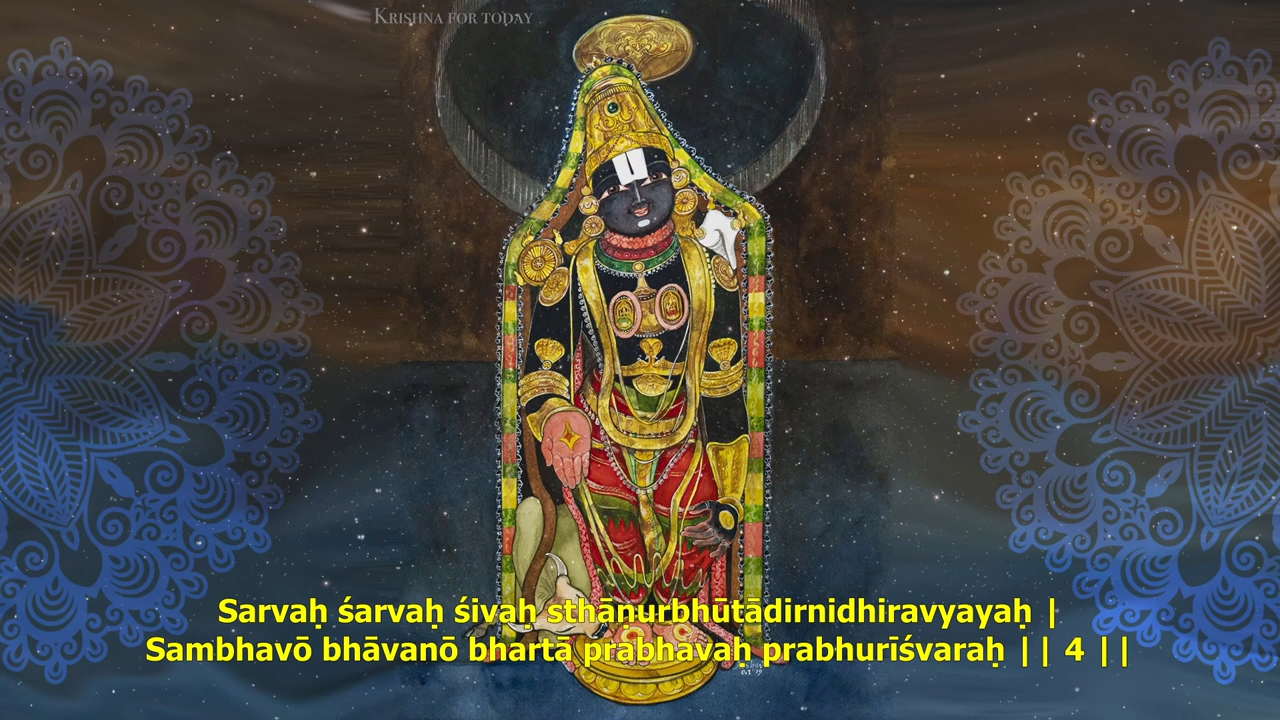 KRISHNA FOR TODAY
Sarvaḥ śarvaḥ śivaḥ sthāṇurbhūtādirnidhiravyayaḥ |
Sambhavō bhāvanō bhartā prabhavaḥ prabhurīśvaraḥ || 4 ||